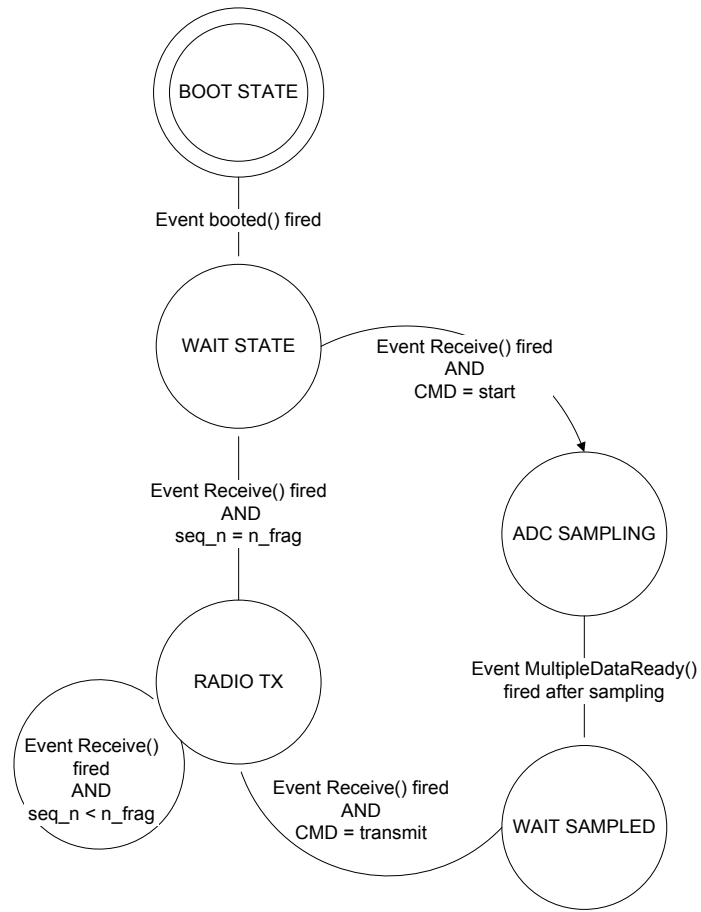 BOOT STATE
Event booted() fired
WAIT STATE
Event Receive() fired
AND
CMD = start
Event Receive() fired
AND
seq_n = n_frag
ADC SAMPLING
Event MultipleDataReady()
fired after sampling
RADIO TX
Event Receive()
fired
AND
seq_n < n_frag
Event Receive() fired
AND
CMD = transmit
WAIT SAMPLED